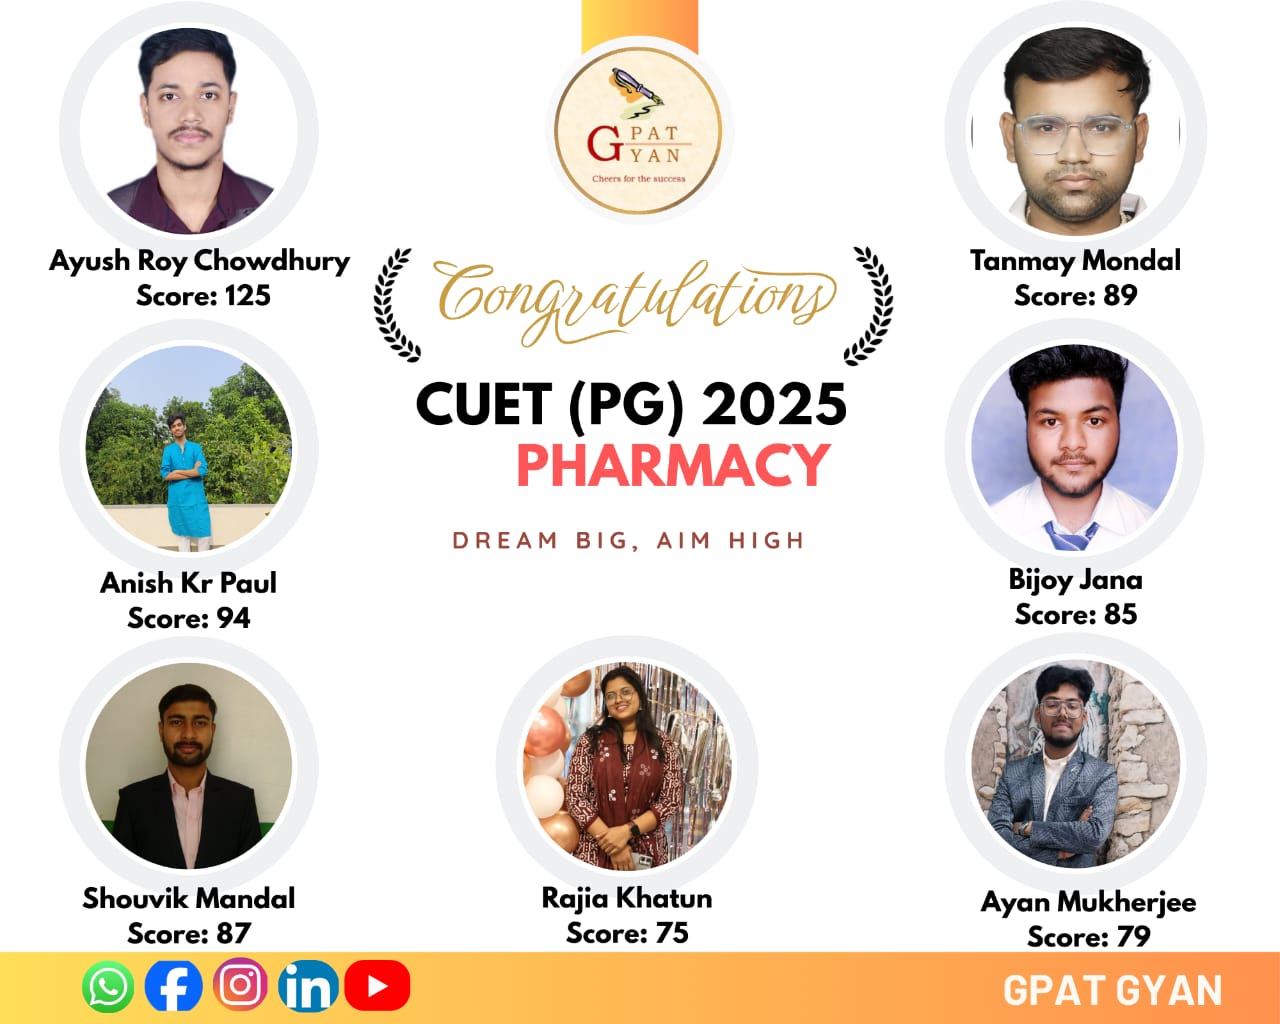 G PAT
GYAN
Cheers for the success
Ayush Roy Chowdhury
Score: 125
Tanmay Mondal
Score: 89
Congratulations
CUET (PG) 2025
PHARMACY
DREAM BIG, AIM HIGH
Anish Kr Paul
Score: 94
Bijoy Jana
Score: 85
Shouvik Mandal
Score: 87
Rajia Khatun
Score: 75
Ayan Mukherjee
Score: 79
in
GPAT GYAN